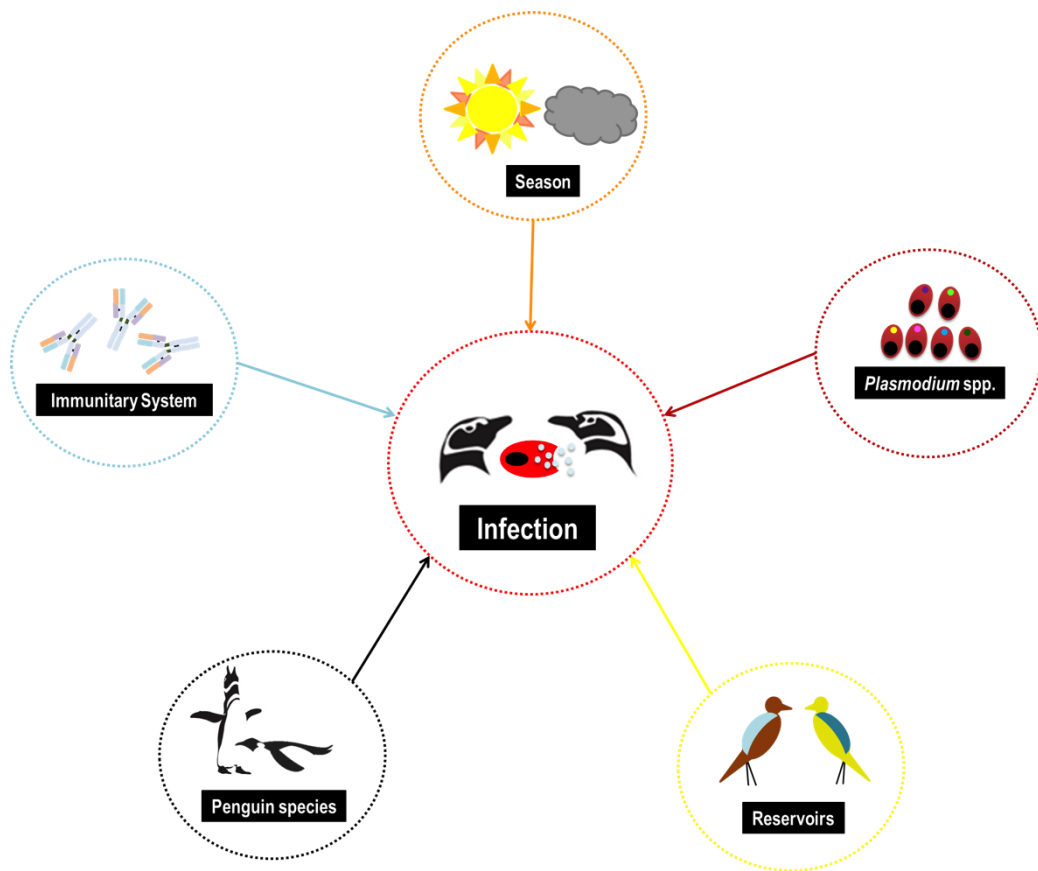 Season
Immunitary System
Plasmodium spp.
Infection
Penguin species
Reservoirs